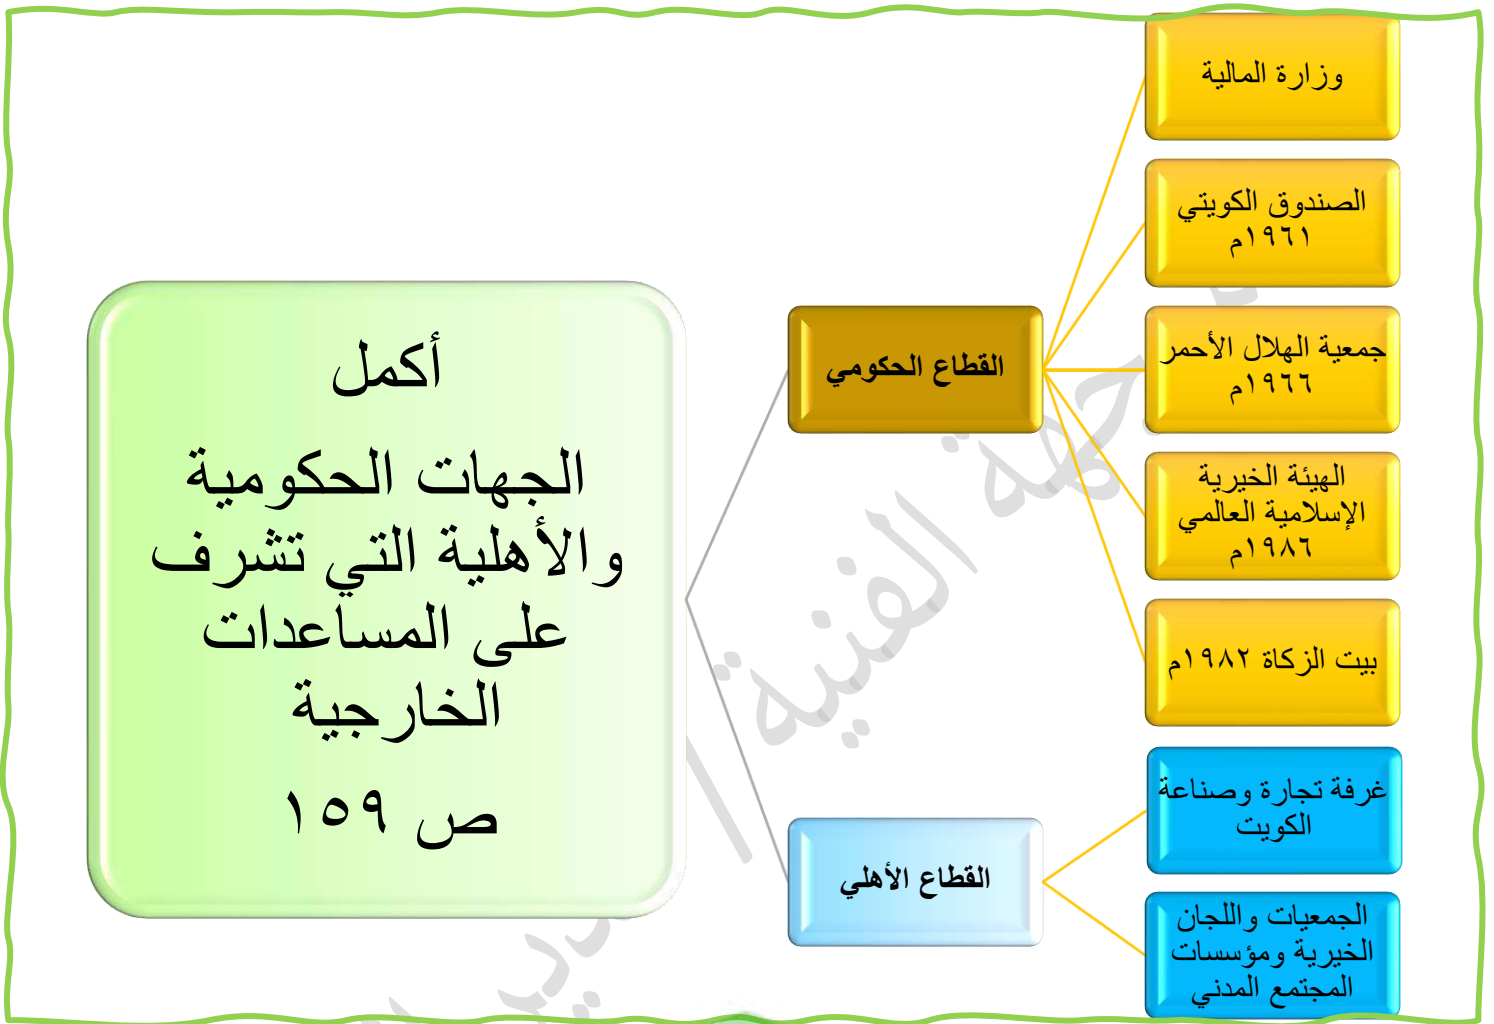 أكمل
الجهات الحكومية
والأهلية التي تشرف
على المساعدات
الخارجية
ص ١٥٩
القطاع الحكومي
وزارة المالية
الصندوق الكويتي
١٩٦١م
جمعية الهلال الأحمر
١٩٦٦م
الهيئة الخيرية
الإسلامية العالمي
١٩٨٦م
بيت الزكاة ١٩٨٢م
القطاع الأهلي
غرفة تجارة وصناعة
الكويت
الجمعيات واللجان
الخيرية ومؤسسات
المجتمع المدني
الفنية